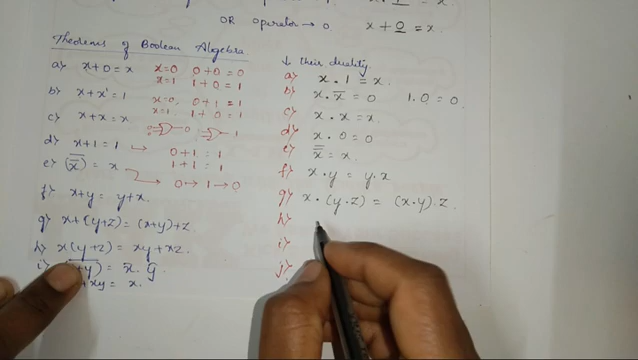 x · 1 = x.
OR operator → 0   x + 0 = x.
Theorems of Boolean Algebra
a) x+0 = x   x=0   0+0 = 0
x=1   1+0 = 1
b) x+x' = 1   x=0,   0+1 = 1
x=1   1+0 = 1
c) x+x = x
d) x+1 = 1 →   0+1 = 1
1+1 = 1
e) (x̿) = x   0 ↔ 1 → 0
f) x+y = y+x.
g) x+(y+z) = (x+y)+z.
h) x(y+z) = xy+xz.
i) +y) = x̄. ȳ.
+xy = x.
↓ their duality.
a) x · 1 = x.
b) x · x̄ = 0   1.0 = 0.
c) x · x = x.
d) x · 0 = 0
e) x̿ = x.
f) x · y = y · x
g) x · (y · z) = (x · y) · z.
h)
i)
j)